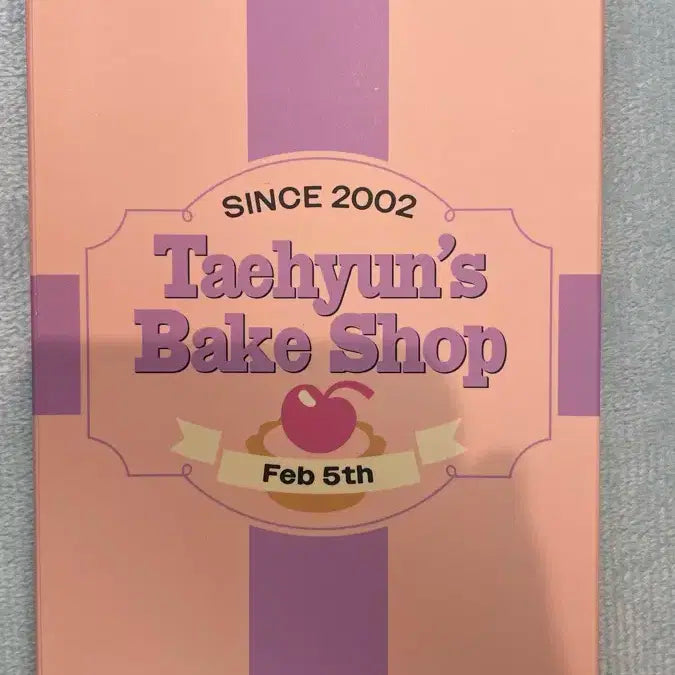 SINCE 2002
Taehyun's
Bake Shop
Feb 5th